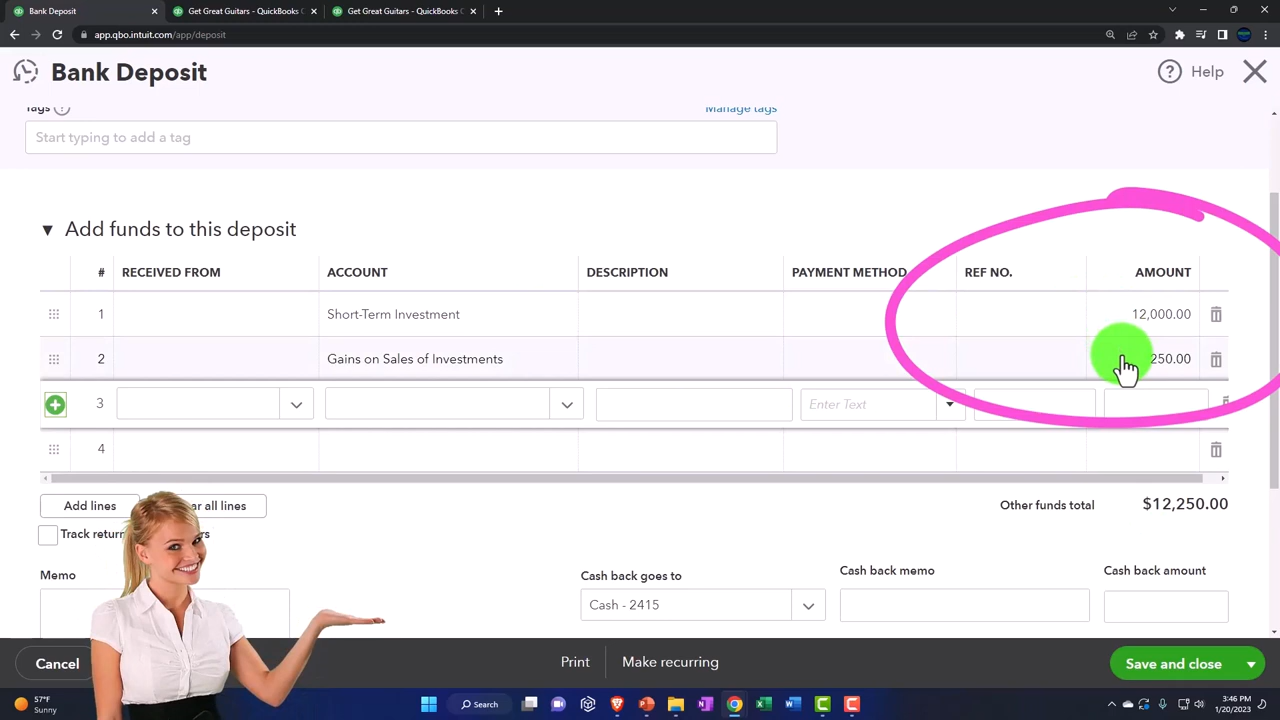 Bank Deposit
Get Great Guitars - QuickBooks C
Get Great Guitars - QuickBooks C
app.qbo.intuit.com/app/deposit
Bank Deposit
Help
Tags
Manage tags
Start typing to add a tag
Add funds to this deposit
# RECEIVED FROM ACCOUNT DESCRIPTION PAYMENT METHOD REF NO. AMOUNT
1 Short-Term Investment 12,000.00
2 Gains on Sales of Investments 250.00
3 Enter Text
4
Add lines ar all lines Other funds total $12,250.00
Track return rs
Memo Cash back goes to Cash back memo Cash back amount
Cash - 2415
Cancel Print Make recurring Save and close
57°F
Sunny
Search
3:46 PM
1/20/2023